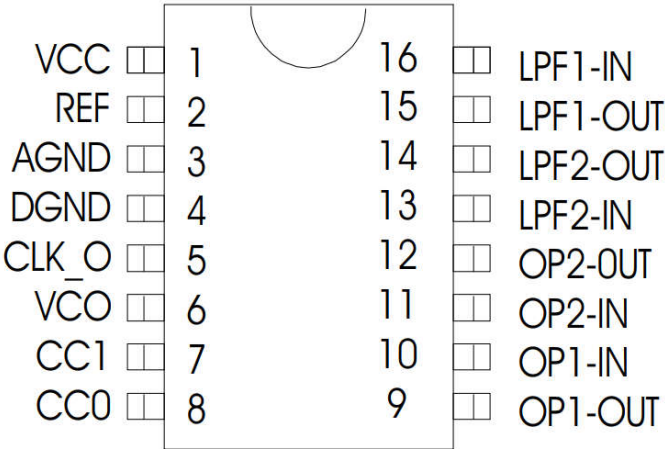 VCC 1 16 LPF1-IN
REF 2 15 LPF1-OUT
AGND 3 14 LPF2-OUT
DGND 4 13 LPF2-IN
CLK_O 5 12 OP2-0UT
VCO 6 11 OP2-IN
CC1 7 10 OP1-IN
CC0 8 9 OP1-OUT